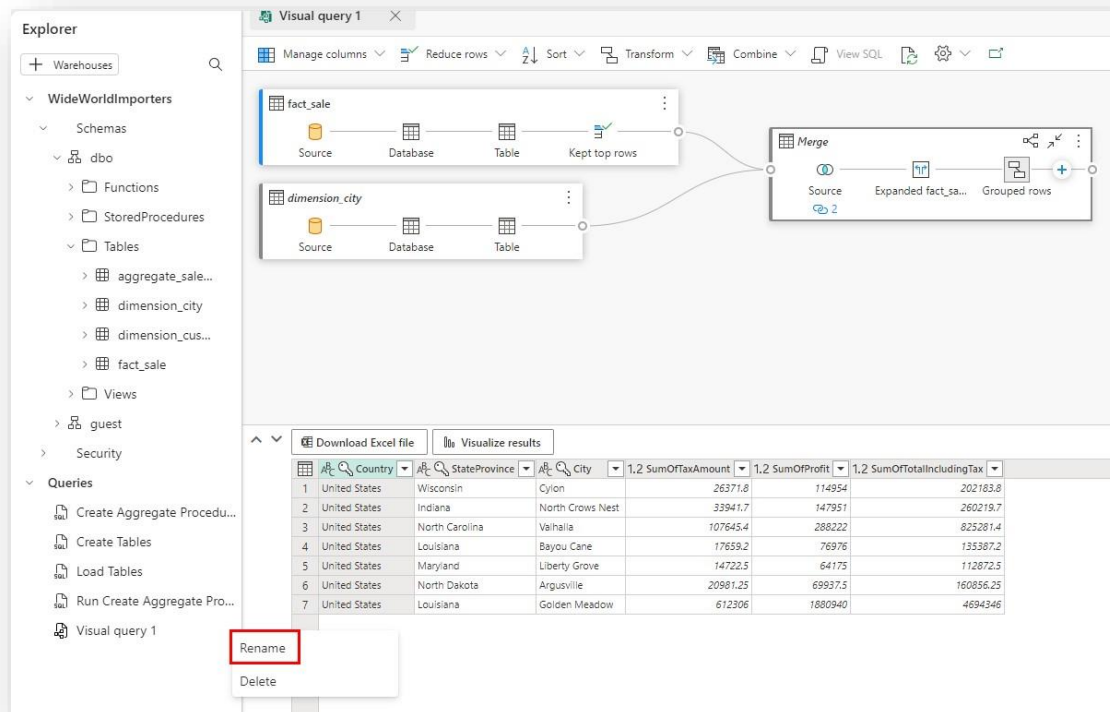 Explorer
Warehouses
WideWorldImporters
Schemas
dbo
Functions
StoredProcedures
Tables
aggregate_sale...
dimension_city
dimension_cus...
fact_sale
Views
guest
Security
Queries
Create Aggregate Procedu...
Create Tables
Load Tables
Run Create Aggregate Pro...
Visual query 1
Rename
Delete
Visual query 1
Manage columns Reduce rows Sort Transform Combine View SQL
fact_sale
Source Database Table Kept top rows
dimension_city
Source Database Table
Merge
Source Expanded fact_sa... Grouped rows
2
Download Excel file Visualize results
Country StateProvince City 1.2 SumOfTaxAmount 1.2 SumOfProfit 1.2 SumOfTotalIncludingTax
1 United States Wisconsin Cylon 26371.8 114954 202183.8
2 United States Indiana North Crows Nest 33941.7 147951 260219.7
3 United States North Carolina Valhalla 107645.4 288222 825281.4
4 United States Louisiana Bayou Cane 17659.2 76976 135387.2
5 United States Maryland Liberty Grove 14722.5 64175 112872.5
6 United States North Dakota Argusville 20981.25 69937.5 160856.25
7 United States Louisiana Golden Meadow 612306 1880940 4694346